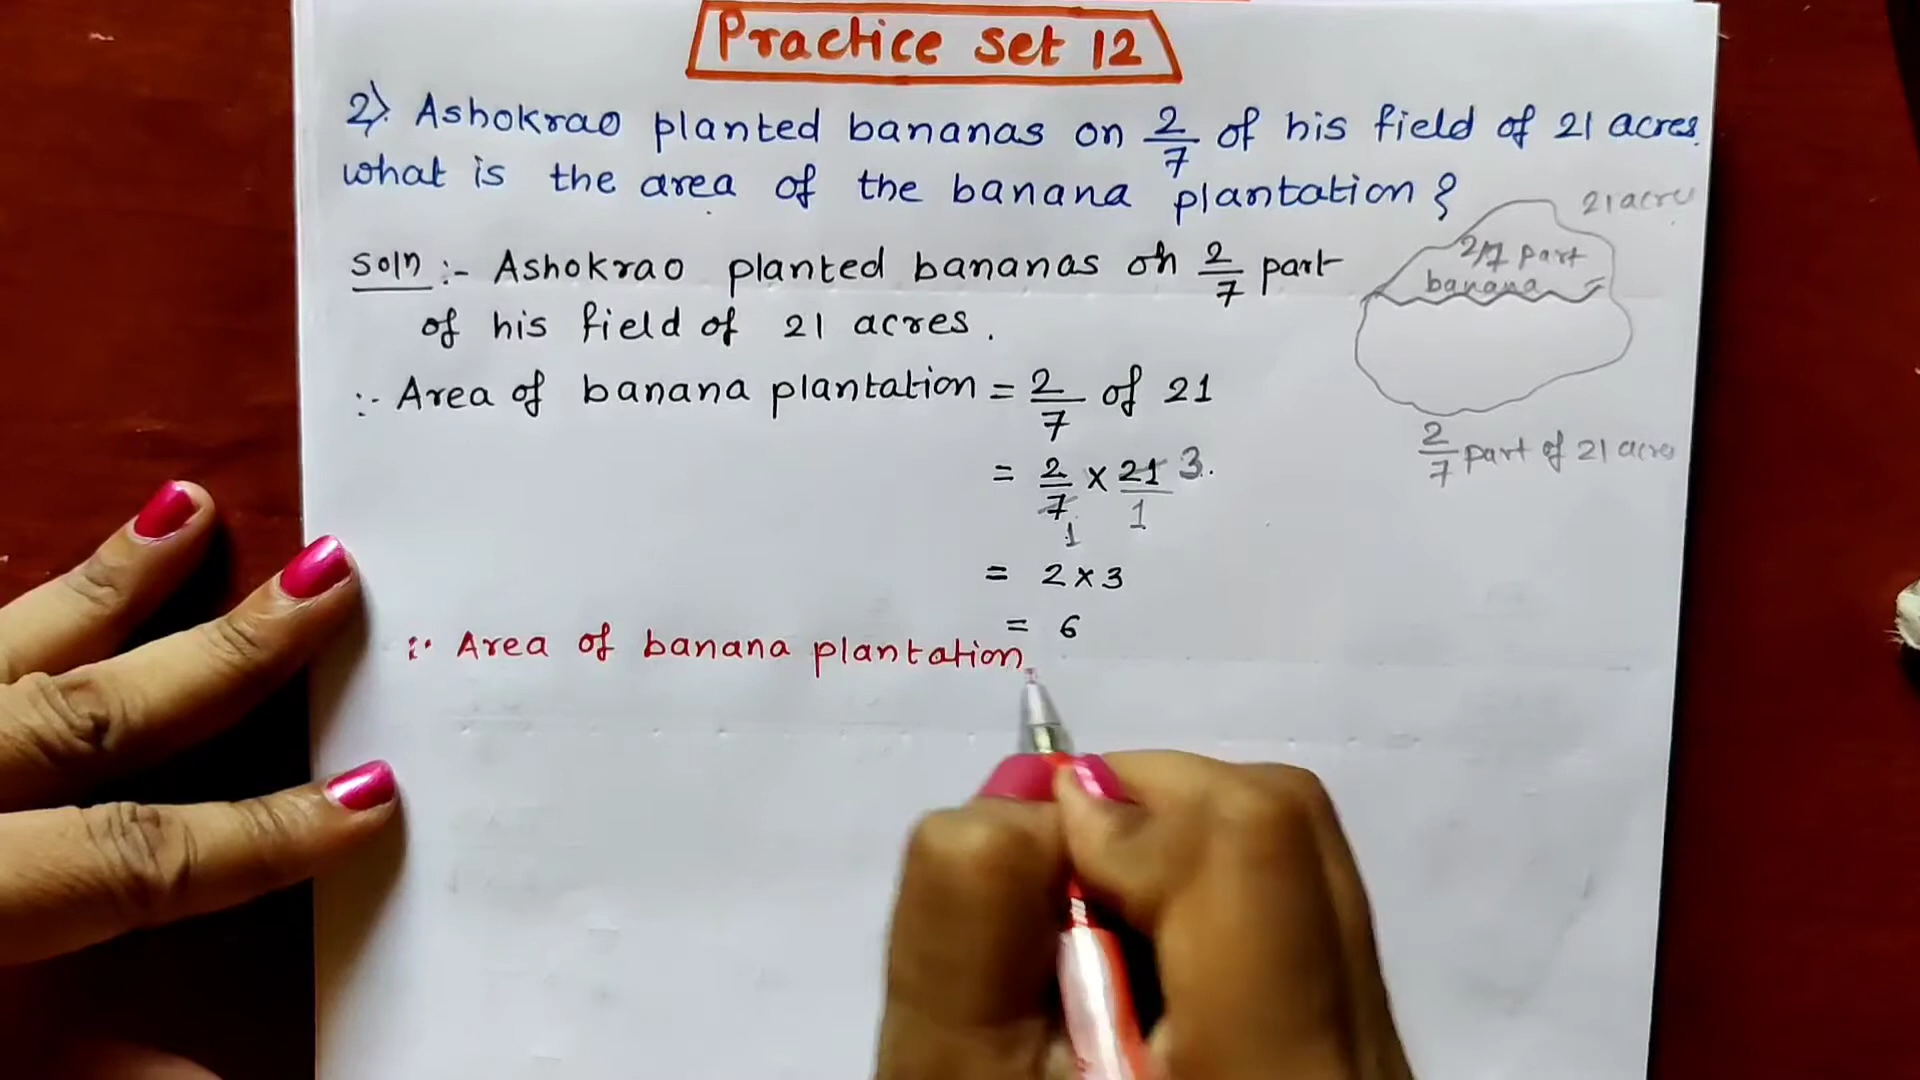 Practice Set 12
2) Ashokrao planted bananas on 2/7 of his field of 21 acres.
what is the area of the banana plantation?
Soln :- Ashokrao planted bananas on 2/7 part
of his field of 21 acres.
∴ Area of banana plantation = 2/7 of 21
= 2/7 × 21/1 3.
1
= 2×3
= 6
∴ Area of banana plantation
21 acres
2/7 part
banana
2/7 part of 21 acres